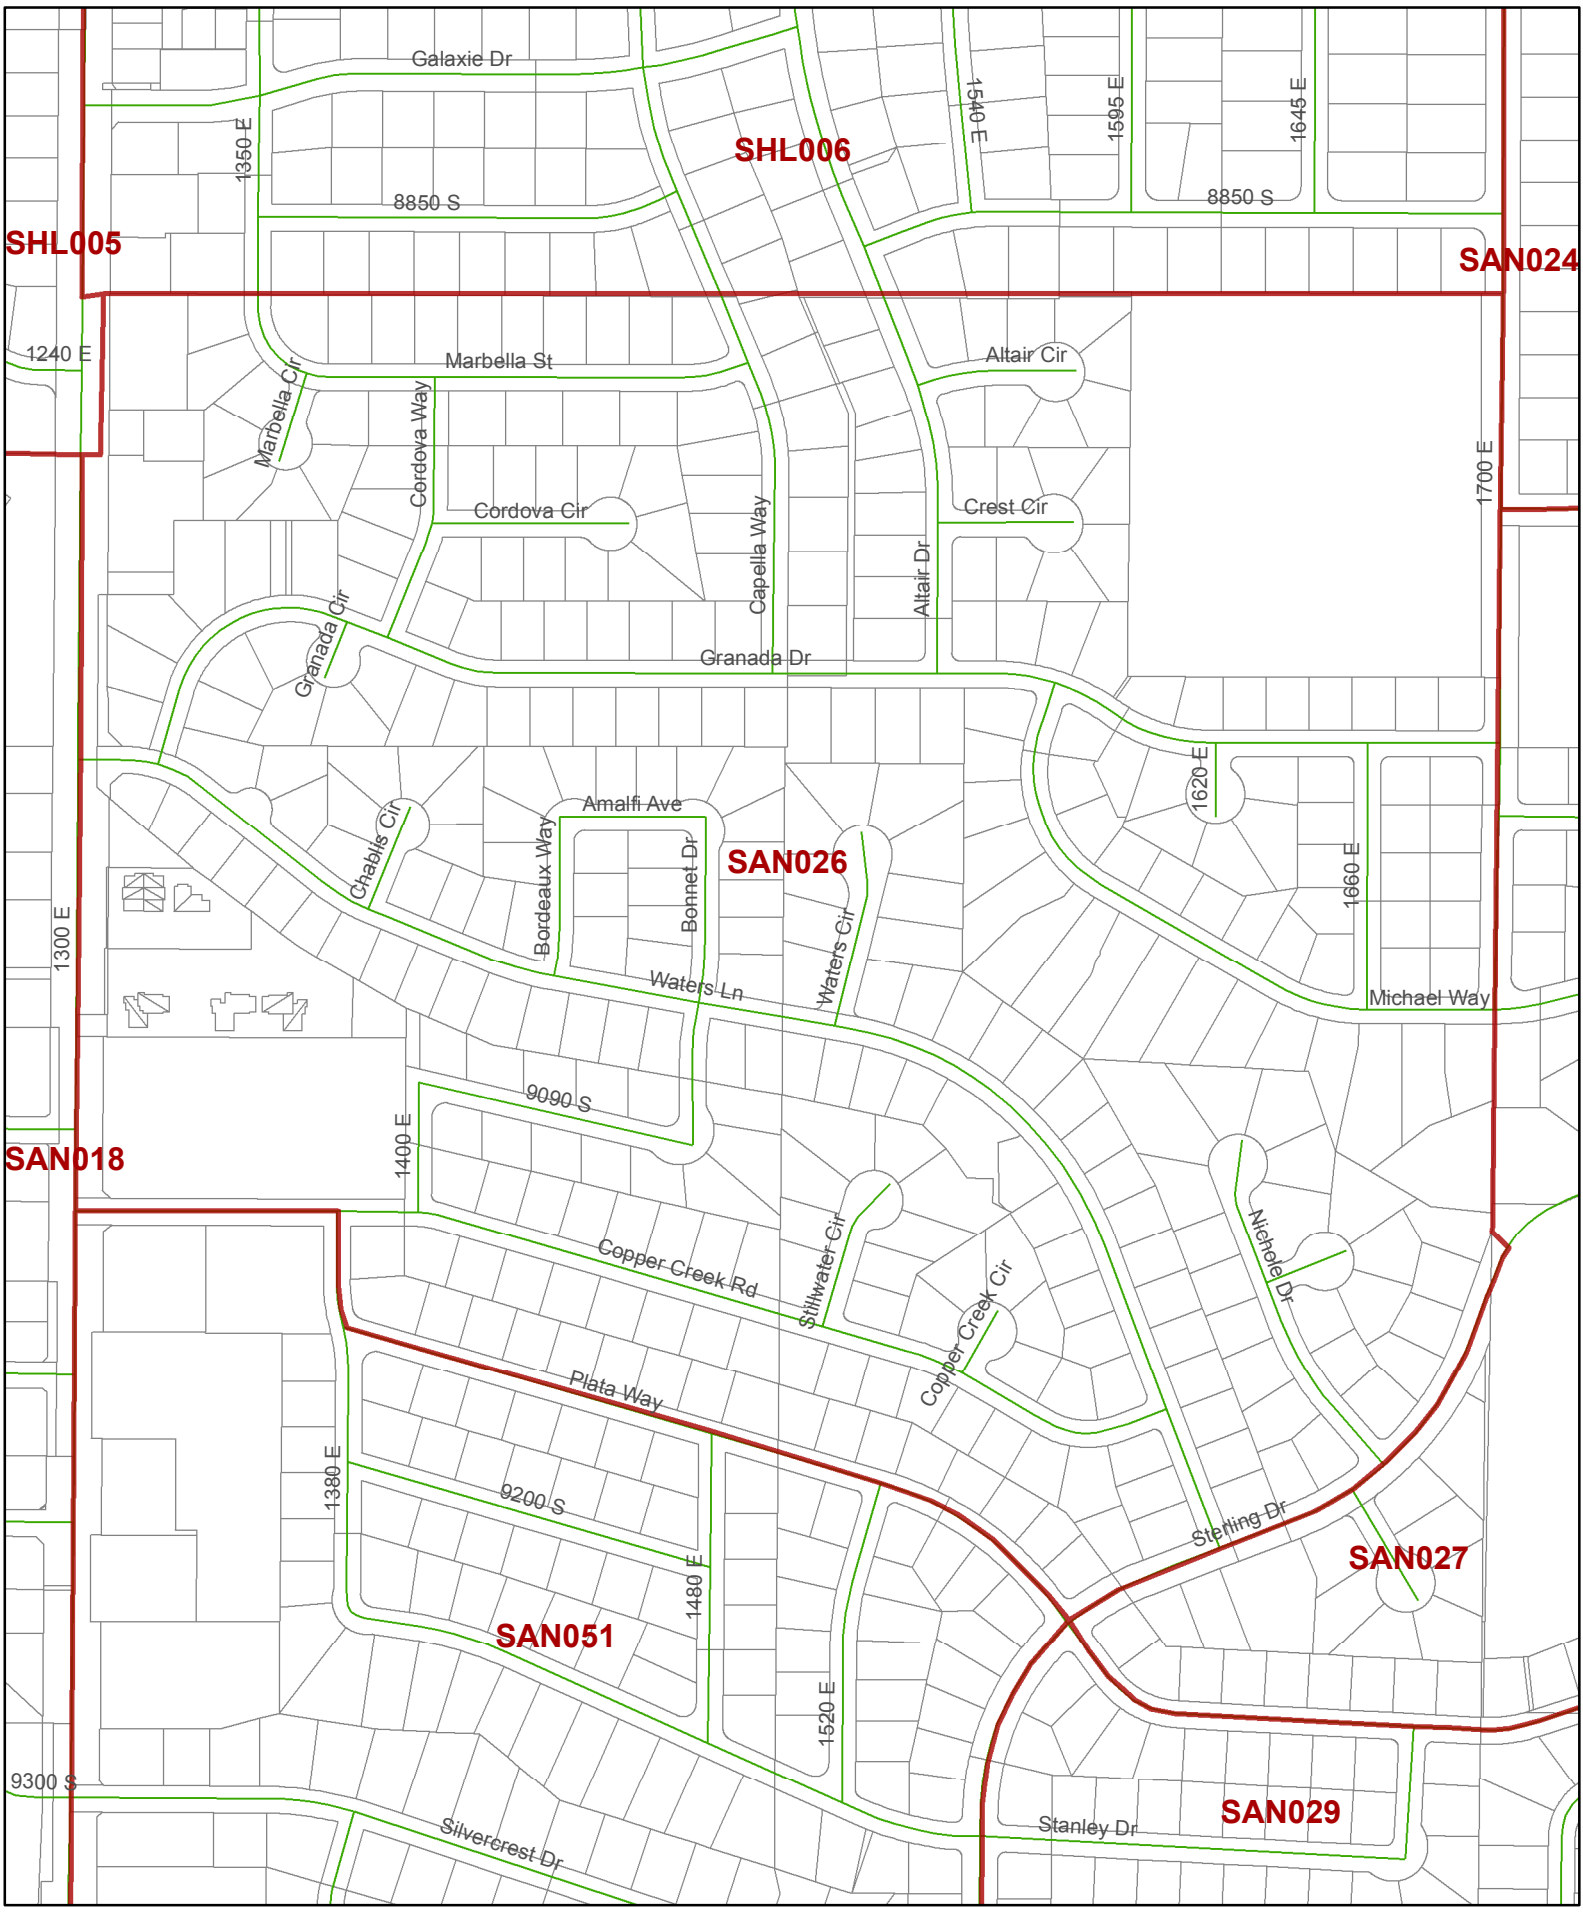 Galaxie Dr
1540 E
1595 E
1645 E
1350 E
SHL006
8850 S
8850 S
SHL005
SAN024
1240 E
Marbella St
Altair Cir
Marbella Cir
Cordova Way
1700 E
Cordova Cir
Capella Way
Crest Cir
Altair Dr
Granada Cir
Granada Dr
1620 E
Amalfi Ave
Chablis Cir
Bordeaux Way
Bonnet Dr
SAN026
1660 E
1300 E
Waters Cir
Waters Ln
Michael Way
9090 S
1400 E
SAN018
Copper Creek Rd
Stillwater Cir
Nichole Dr
Copper Creek Cir
Plata Way
1380 E
9200 S
Sterling Dr
SAN027
1480 E
SAN051
1520 E
9300 S
Silvercrest Dr
Stanley Dr
SAN029